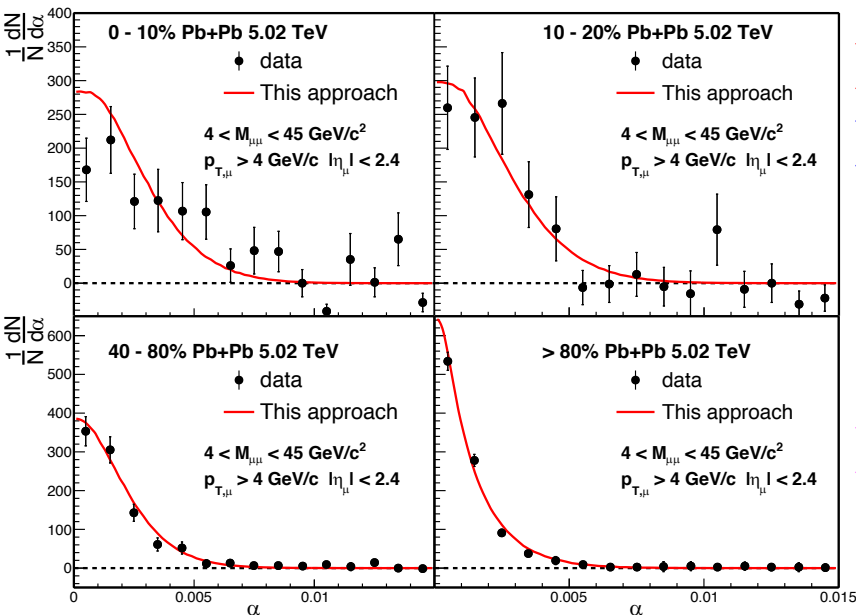 1/N dN/dα
400
350
300
250
200
150
100
50
0
0 - 10% Pb+Pb 5.02 TeV
data
This approach
4 < Mμμ < 45 GeV/c²
pT,μ > 4 GeV/c |ημ| < 2.4
10 - 20% Pb+Pb 5.02 TeV
data
This approach
4 < Mμμ < 45 GeV/c²
pT,μ > 4 GeV/c |ημ| < 2.4
1/N dN/dα
600
500
400
300
200
100
0
40 - 80% Pb+Pb 5.02 TeV
data
This approach
4 < Mμμ < 45 GeV/c²
pT,μ > 4 GeV/c |ημ| < 2.4
> 80% Pb+Pb 5.02 TeV
data
This approach
4 < Mμμ < 45 GeV/c²
pT,μ > 4 GeV/c |ημ| < 2.4
0 0.005 0.01 0.005 0.01 0.015
α α